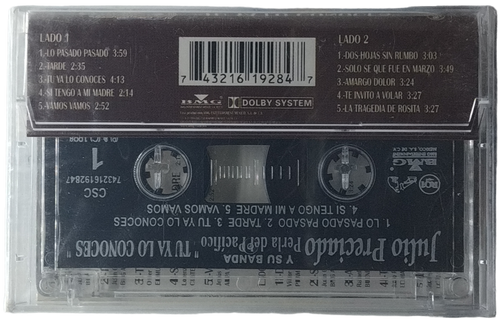 LADO 1
1.-LO PASADO PASADO 3:59
2.-TARDE 2:35
3.-TU YA LO CONOCES 4:13
4.-SI TENGO A MI MADRE 2:14
5.-VAMOS VAMOS 2:52
7 43216 19284 7
BMG
DOLBY SYSTEM
LADO 2
1.-DOS HOJAS SIN RUMBO 3:03
2.-SOLO SE QUE FUE EN MARZO 3:49
3.-AMARGO DOLOR 3:24
4.-TE INVITO A VOLAR 3:27
5.-LA TRAGEDIA DE ROSITA 3:27
Julio Preciado
Y SU BANDA
Perla del Pacífico
"TU YA LO CONOCES"
1. LO PASADO PASADO 2. TARDE 3. TU YA LO CONOCES
4. SI TENGO A MI MADRE 5. VAMOS VAMOS
RCA
BMG
CSC
743216192847
1